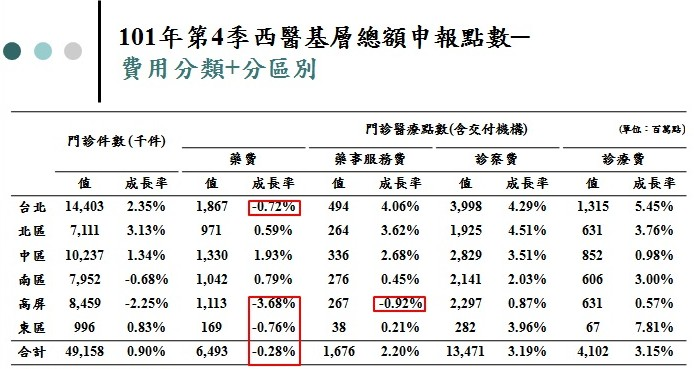 101年第4季西醫基層總額申報點數─
費用分類+分區別
門診件數(千件) 門診醫療點數(含交付機構) (單位：百萬點)
藥費 藥事服務費 診察費 診療費
值 成長率 值 成長率 值 成長率 值 成長率 值 成長率
台北 14,403 2.35% 1,867 -0.72% 494 4.06% 3,998 4.29% 1,315 5.45%
北區 7,111 3.13% 971 0.59% 264 3.62% 1,925 4.51% 631 3.76%
中區 10,237 1.34% 1,330 1.93% 336 2.68% 2,829 3.51% 852 0.98%
南區 7,952 -0.68% 1,042 0.79% 276 0.45% 2,141 2.03% 606 3.00%
高屏 8,459 -2.25% 1,113 -3.68% 267 -0.92% 2,297 0.87% 631 0.57%
東區 996 0.83% 169 -0.76% 38 0.21% 282 3.96% 67 7.81%
合計 49,158 0.90% 6,493 -0.28% 1,676 2.20% 13,471 3.19% 4,102 3.15%